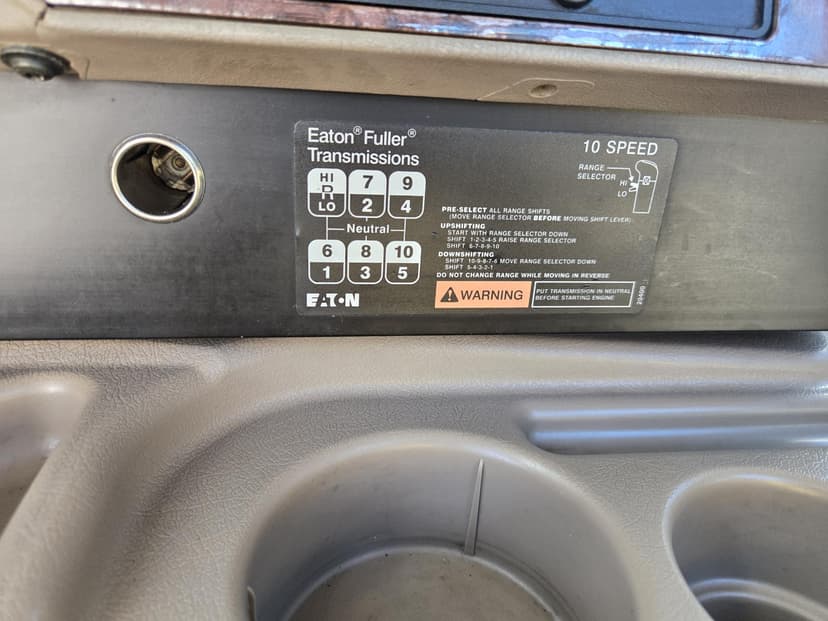 Eaton® Fuller®
Transmissions
HI
R
LO
7
2
9
4
Neutral
6
1
8
3
10
5
EATON
10 SPEED
RANGE
SELECTOR
HI
LO
PRE-SELECT ALL RANGE SHIFTS
(MOVE RANGE SELECTOR BEFORE MOVING SHIFT LEVER)
UPSHIFTING
START WITH RANGE SELECTOR DOWN
SHIFT 1-2-3-4-5 RAISE RANGE SELECTOR
SHIFT 6-7-8-9-10
DOWNSHIFTING
SHIFT 10-9-8-7-6 MOVE RANGE SELECTOR DOWN
SHIFT 5-4-3-2-1
DO NOT CHANGE RANGE WHILE MOVING IN REVERSE
WARNING
PUT TRANSMISSION IN NEUTRAL
BEFORE STARTING ENGINE